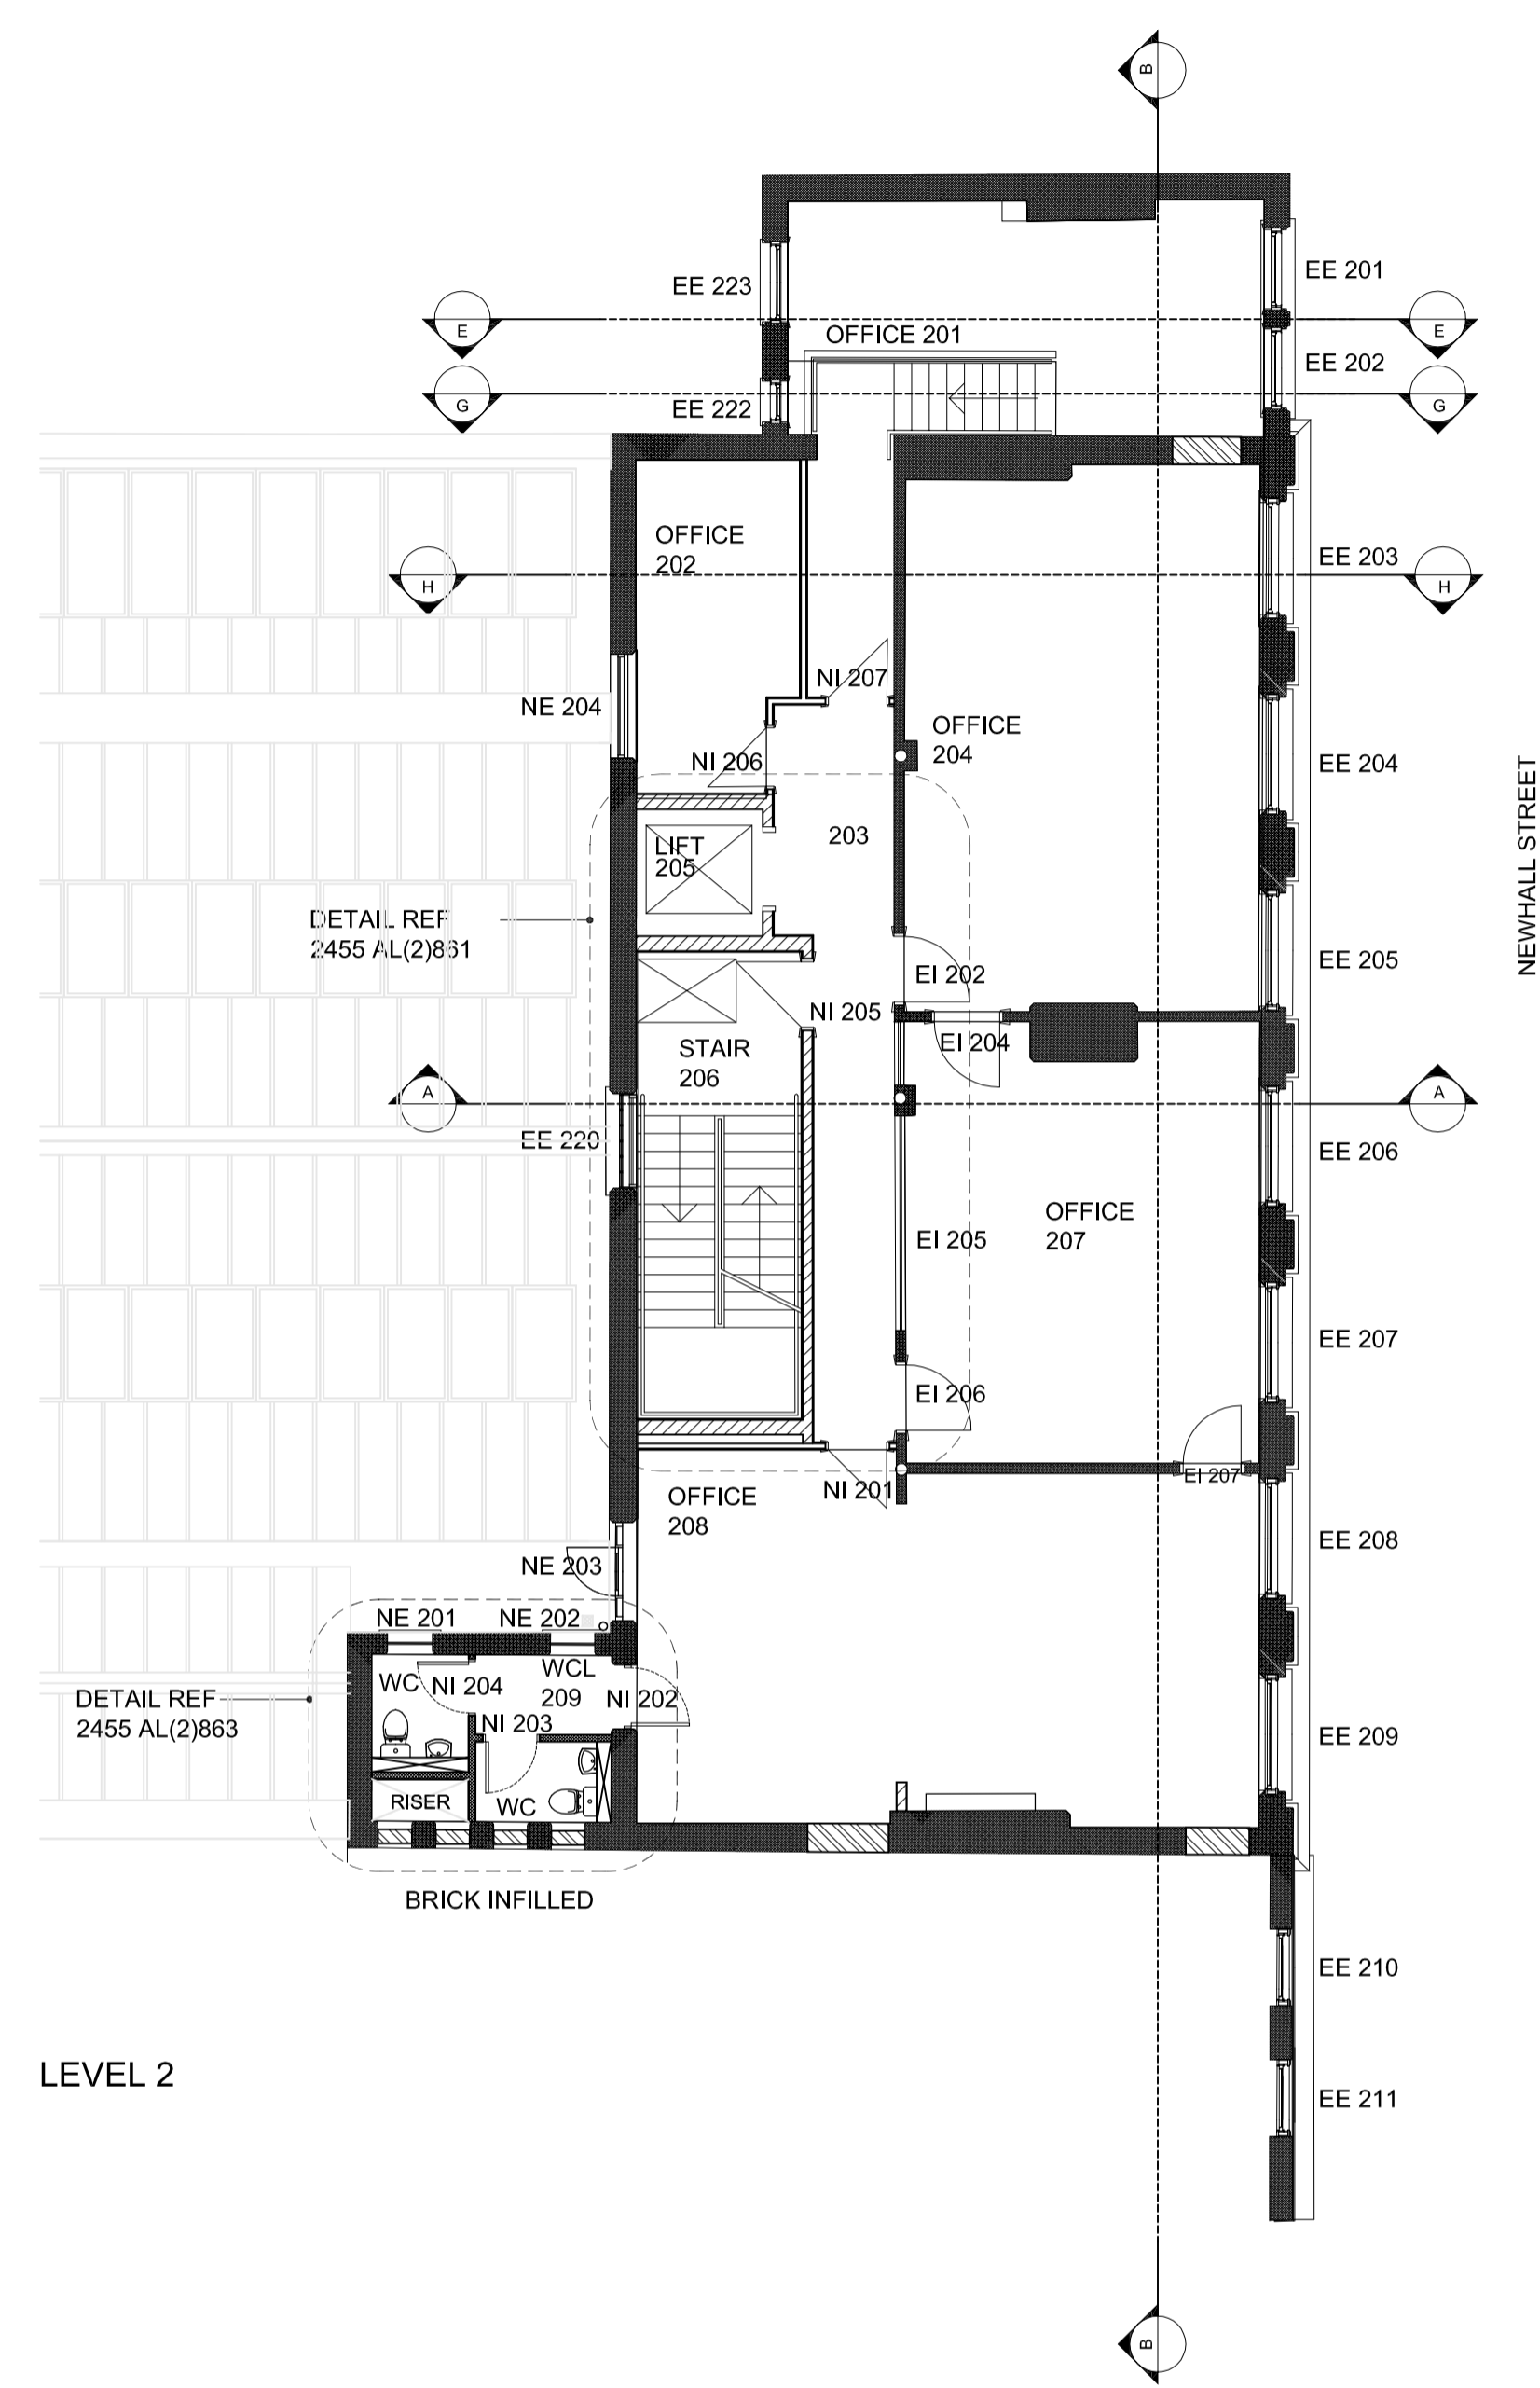 B
EE 223
EE 201
E
OFFICE 201
E
EE 202
G
EE 222
G
OFFICE
202
EE 203
H
H
NI 207
NE 204
OFFICE
204
NI 206
EE 204
NEWHALL STREET
203
LIFT
205
DETAIL REF
2455 AL(2)861
EI 202
EE 205
NI 205
EI 204
STAIR
206
A
A
EE 220
EE 206
OFFICE
207
EI 205
EE 207
EI 206
EI 207
NI 201
OFFICE
208
EE 208
NE 203
NE 201
NE 202
WC
NI 204
WCL
209
NI 202
DETAIL REF
2455 AL(2)863
NI 203
EE 209
RISER
WC
BRICK INFILLED
EE 210
LEVEL 2
EE 211
B